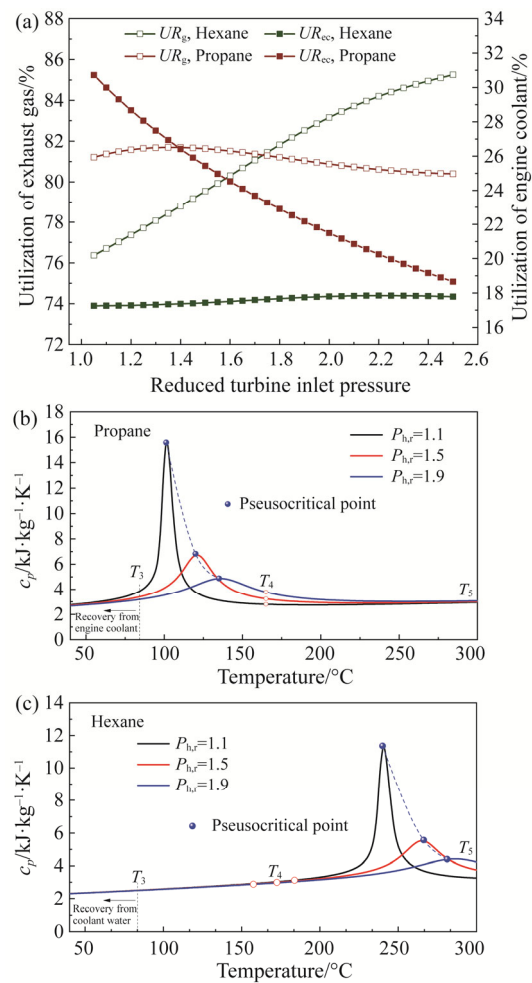 (a)
URg, Hexane
URec, Hexane
URg, Propane
URec, Propane
Utilization of exhaust gas/%
88
86
84
82
80
78
76
74
72
Utilization of engine coolant/%
34
32
30
28
26
24
22
20
18
16
1.0 1.2 1.4 1.6 1.8 2.0 2.2 2.4 2.6
Reduced turbine inlet pressure
(b)
Propane
Ph,r=1.1
Ph,r=1.5
Ph,r=1.9
Pseusocritical point
cp/kJ·kg−1·K−1
18
16
14
12
10
8
6
4
2
0
T3
T4
T5
Recovery from
engine coolant
50 100 150 200 250 300
Temperature/°C
(c)
Hexane
Ph,r=1.1
Ph,r=1.5
Ph,r=1.9
Pseusocritical point
cp/kJ·kg−1·K−1
14
12
10
8
6
4
2
0
T3
T4
T5
Recovery from
coolant water
50 100 150 200 250 300
Temperature/°C